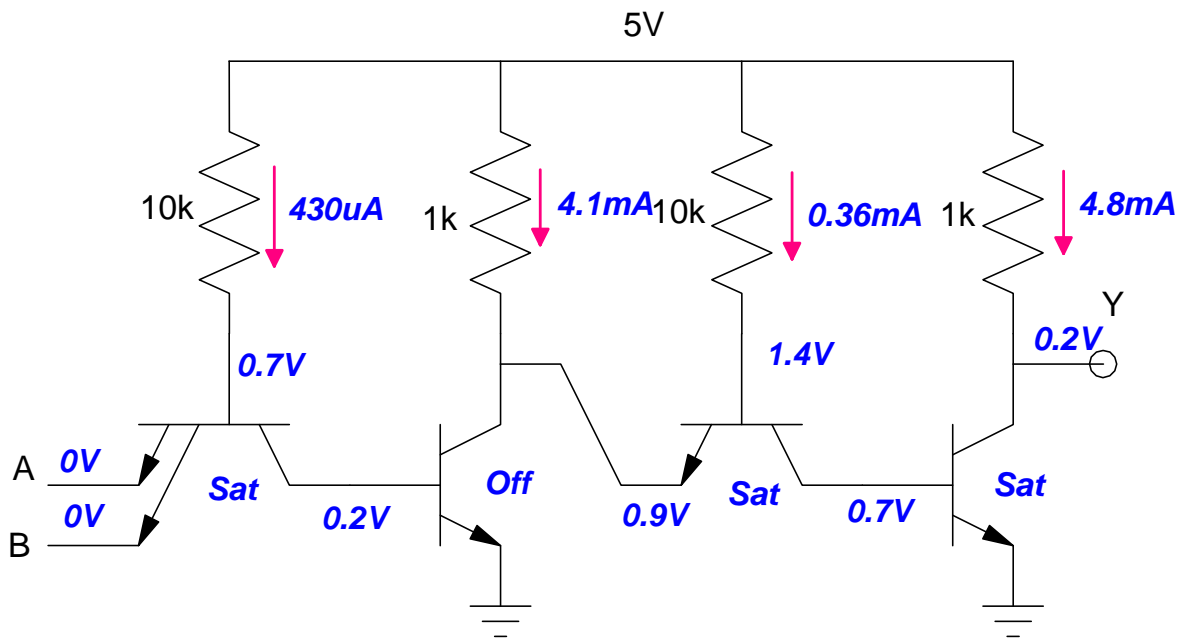 5V
10k
430uA
1k
4.1mA
10k
0.36mA
1k
4.8mA
Y
0.7V
1.4V
0.2V
A
0V
Sat
Off
Sat
Sat
0V
0.2V
0.9V
0.7V
B